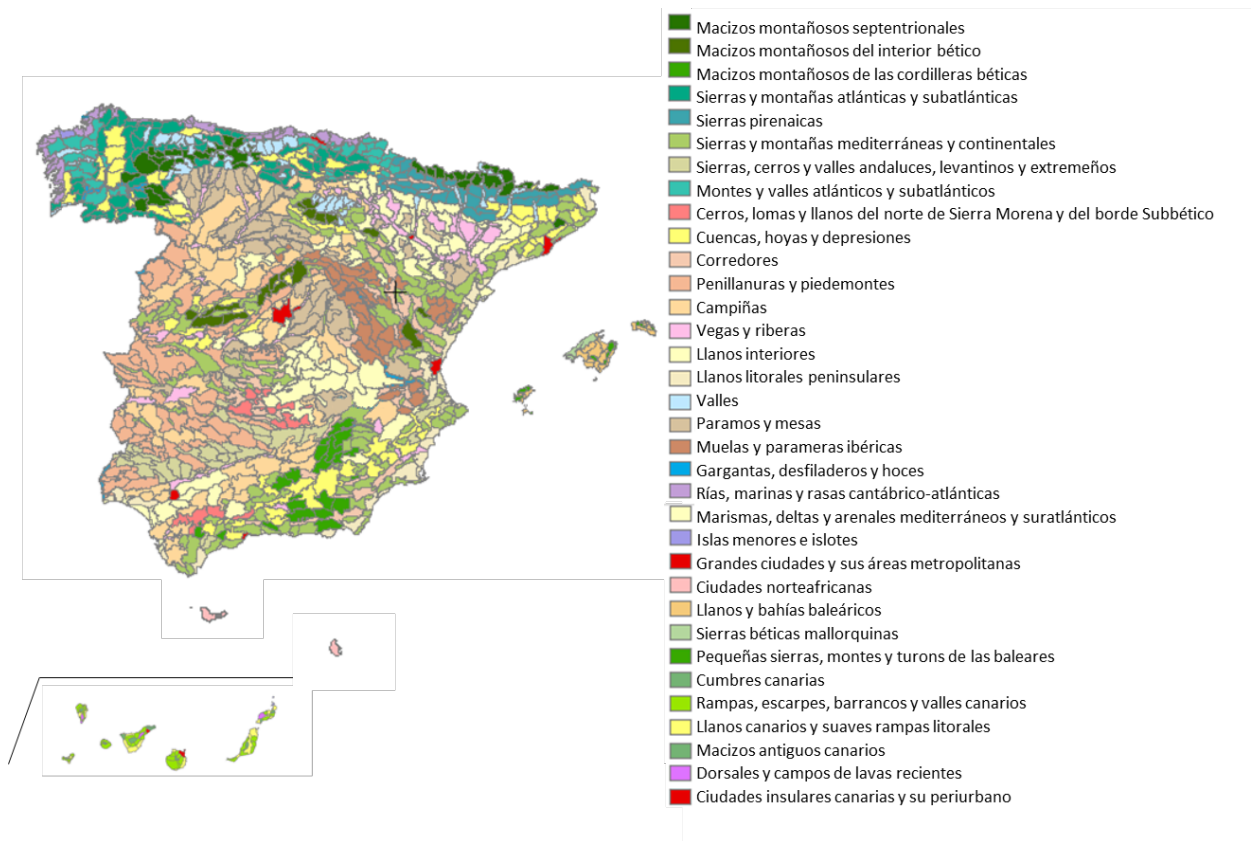 Macizos montañosos septentrionales
Macizos montañosos del interior bético
Macizos montañosos de las cordilleras béticas
Sierras y montañas atlánticas y subatlánticas
Sierras pirenaicas
Sierras y montañas mediterráneas y continentales
Sierras, cerros y valles andaluces, levantinos y extremeños
Montes y valles atlánticos y subatlánticos
Cerros, lomas y llanos del norte de Sierra Morena y del borde Subbético
Cuencas, hoyas y depresiones
Corredores
Penillanuras y piedemontes
Campiñas
Vegas y riberas
Llanos interiores
Llanos litorales peninsulares
Valles
Paramos y mesas
Muelas y parameras ibéricas
Gargantas, desfiladeros y hoces
Rías, marinas y rasas cantábrico-atlánticas
Marismas, deltas y arenales mediterráneos y suratlánticos
Islas menores e islotes
Grandes ciudades y sus áreas metropolitanas
Ciudades norteafricanas
Llanos y bahías baleáricos
Sierras béticas mallorquinas
Pequeñas sierras, montes y turons de las baleares
Cumbres canarias
Rampas, escarpes, barrancos y valles canarios
Llanos canarios y suaves rampas litorales
Macizos antiguos canarios
Dorsales y campos de lavas recientes
Ciudades insulares canarias y su periurbano